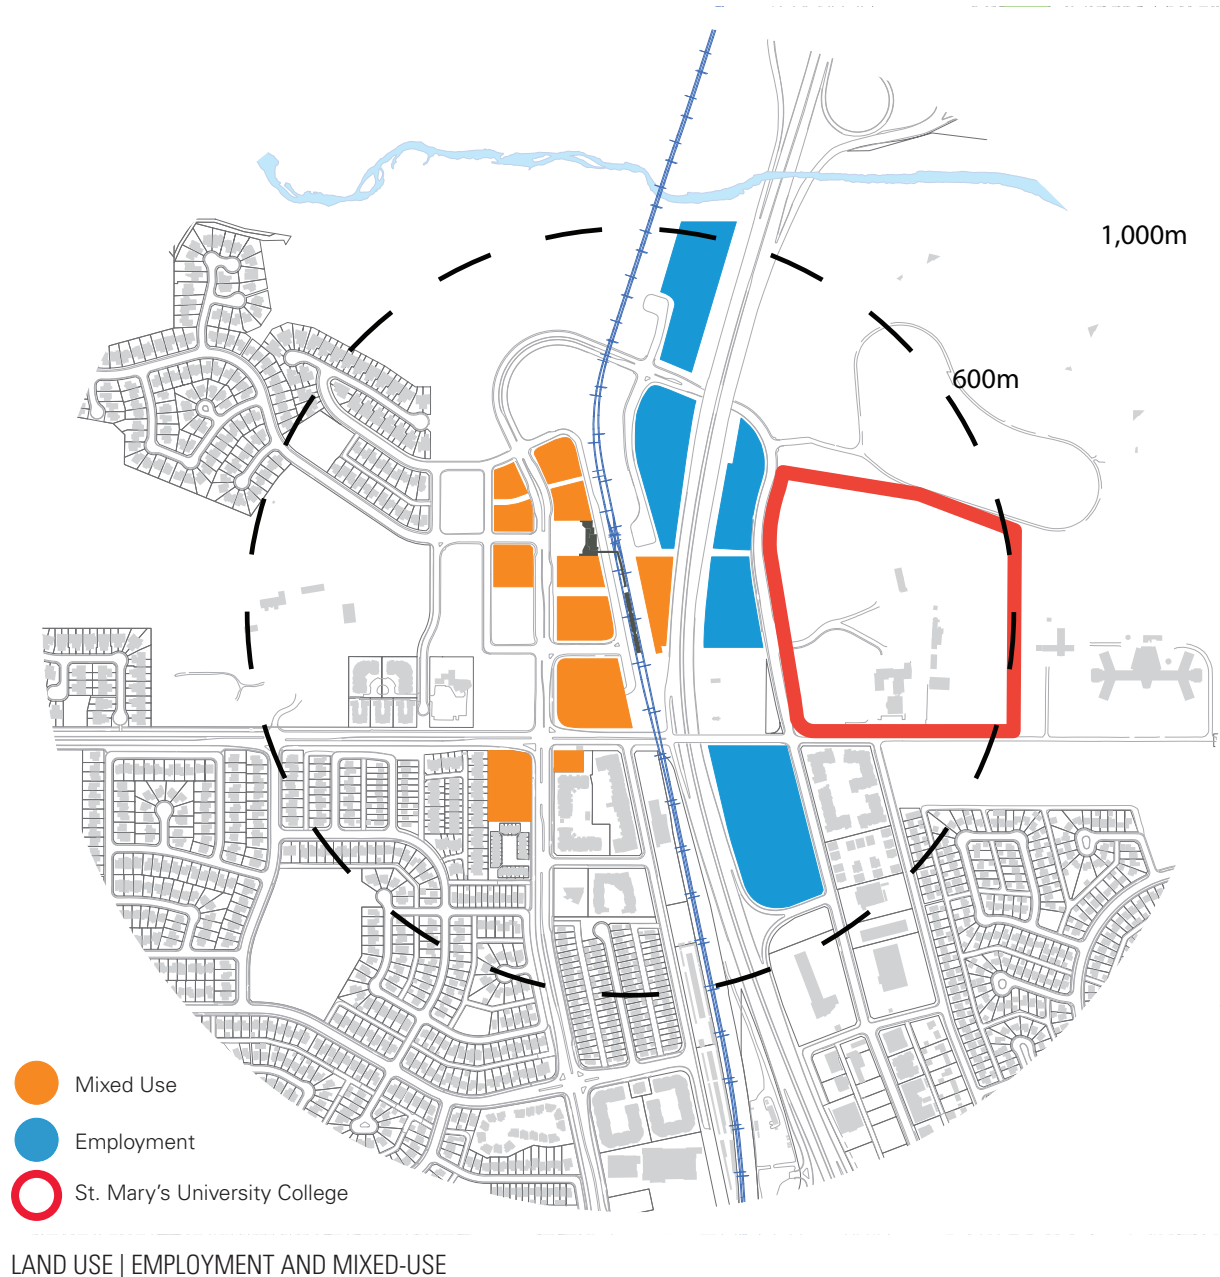 1,000m
600m
Mixed Use
Employment
St. Mary's University College
LAND USE | EMPLOYMENT AND MIXED-USE